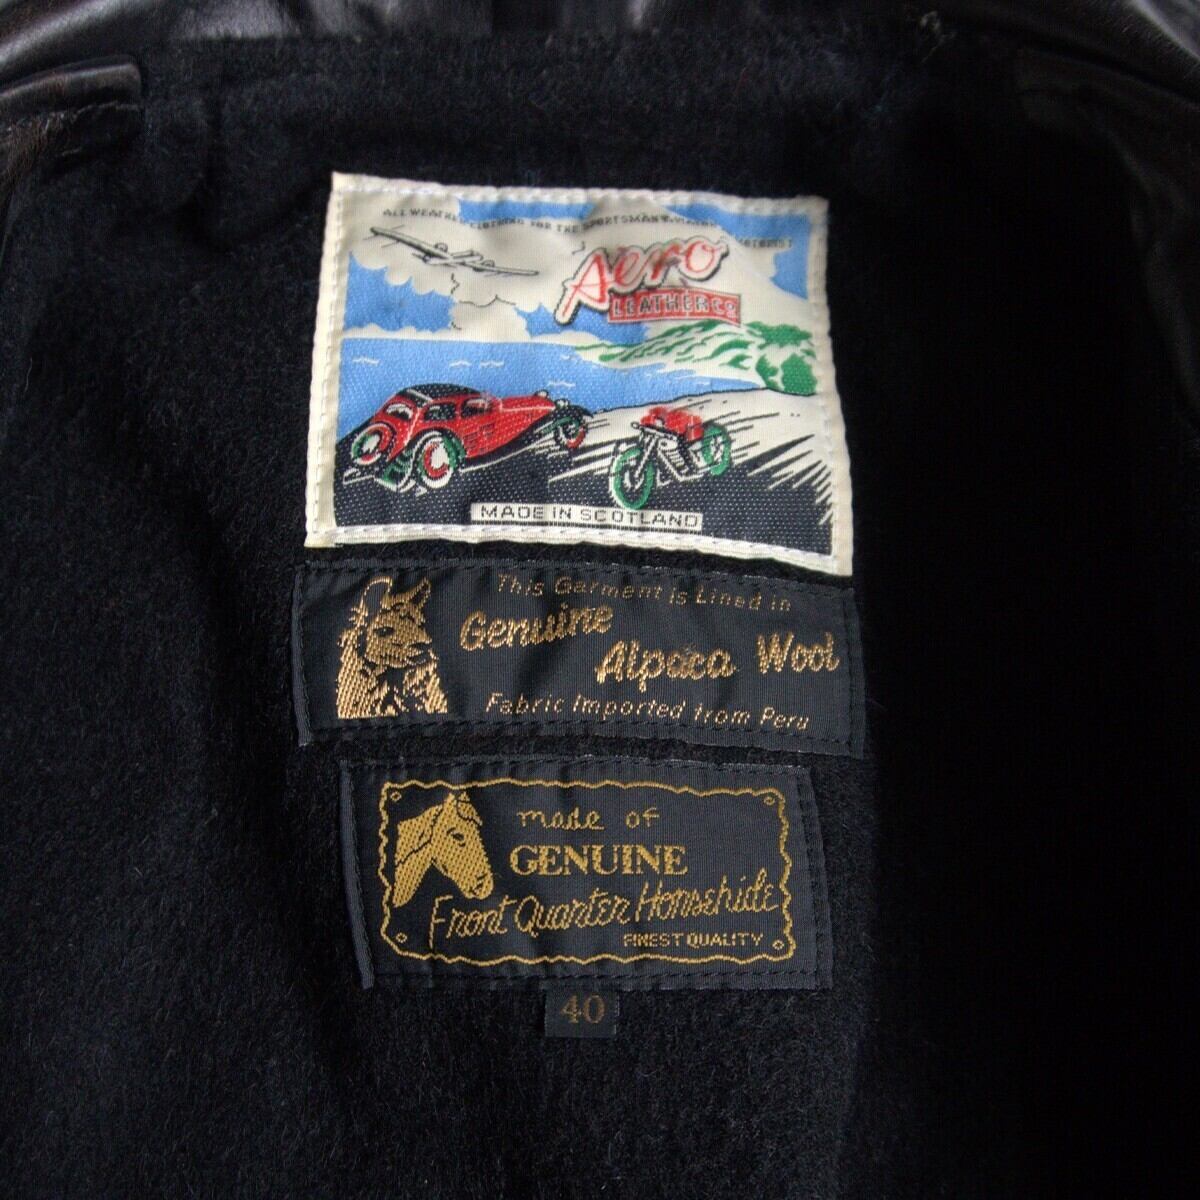 ALL WEATHER CLOTHING FOR THE SPORTSMAN
Aero
LEATHER CO
MADE IN SCOTLAND
This Garment is Lined in
Genuine
Alpaca Wool
Fabric Imported from Peru
made of
GENUINE
Front Quarter Horsehide
FINEST QUALITY
40